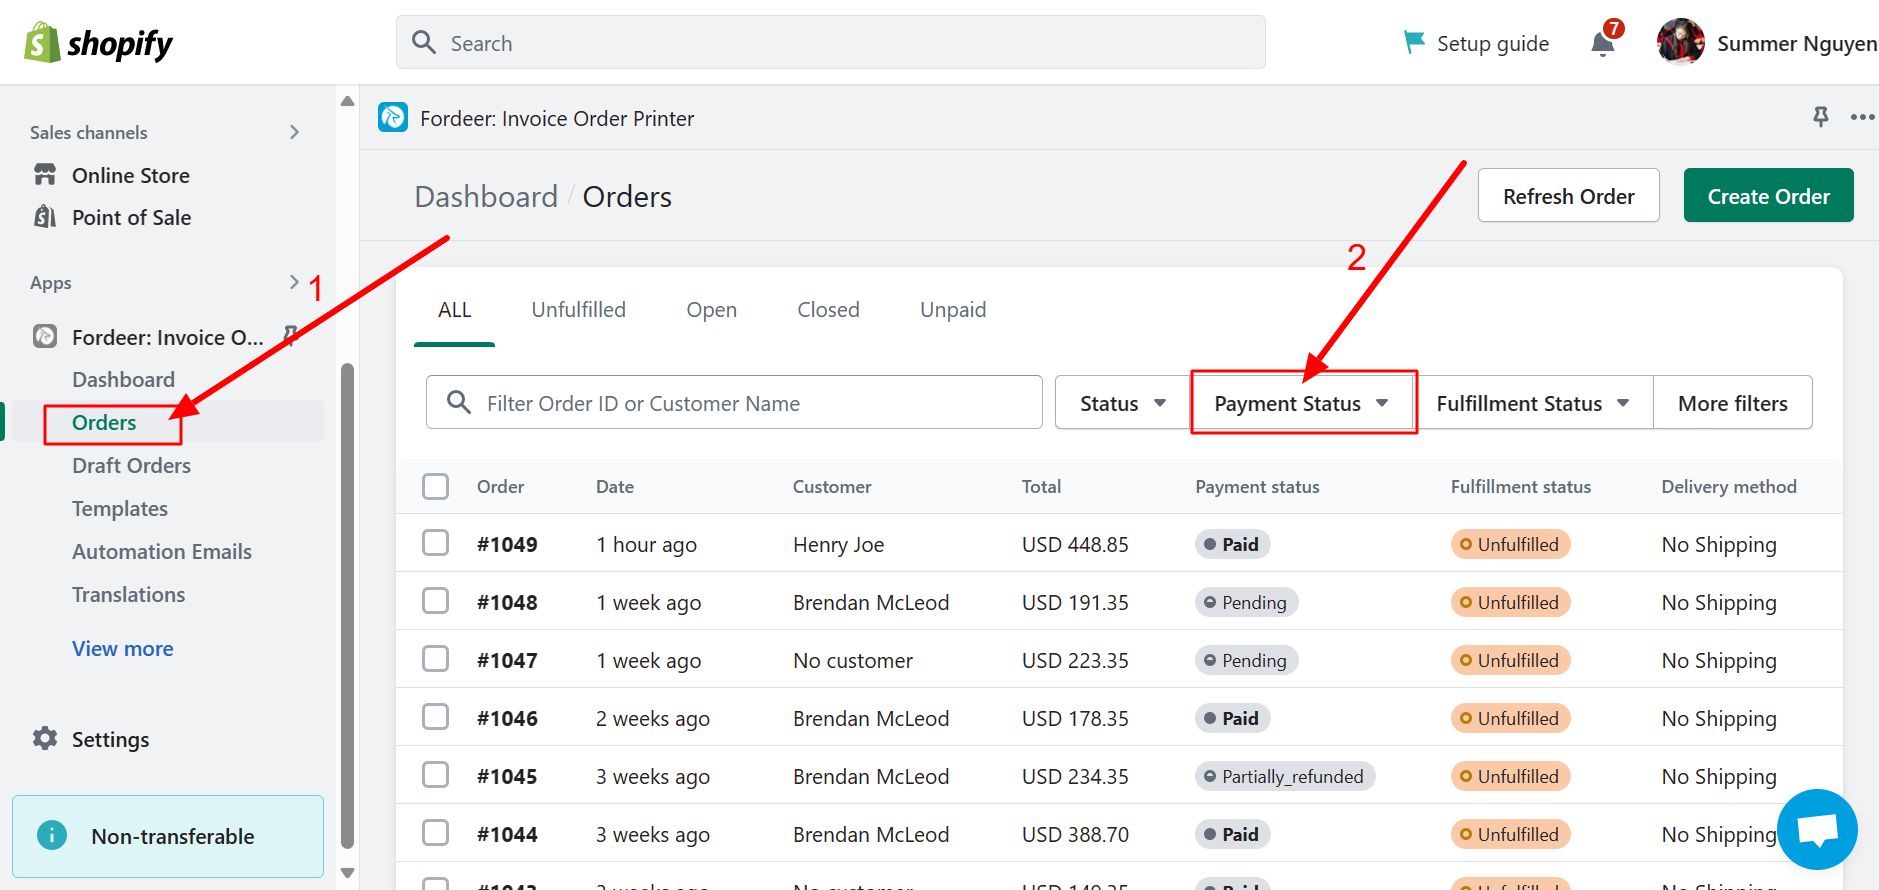 shopify
Search
Setup guide
7
Summer Nguyen
Sales channels
Online Store
Point of Sale
Apps
1
Fordeer: Invoice O...
Dashboard
Orders
Draft Orders
Templates
Automation Emails
Translations
View more
Settings
Non-transferable
Fordeer: Invoice Order Printer
Dashboard / Orders
Refresh Order
Create Order
2
ALL Unfulfilled Open Closed Unpaid
Filter Order ID or Customer Name
Status Payment Status Fulfillment Status More filters
Order Date Customer Total Payment status Fulfillment status Delivery method
#1049 1 hour ago Henry Joe USD 448.85 Paid Unfulfilled No Shipping
#1048 1 week ago Brendan McLeod USD 191.35 Pending Unfulfilled No Shipping
#1047 1 week ago No customer USD 223.35 Pending Unfulfilled No Shipping
#1046 2 weeks ago Brendan McLeod USD 178.35 Paid Unfulfilled No Shipping
#1045 3 weeks ago Brendan McLeod USD 234.35 Partially_refunded Unfulfilled No Shipping
#1044 3 weeks ago Brendan McLeod USD 388.70 Paid Unfulfilled No Shipping